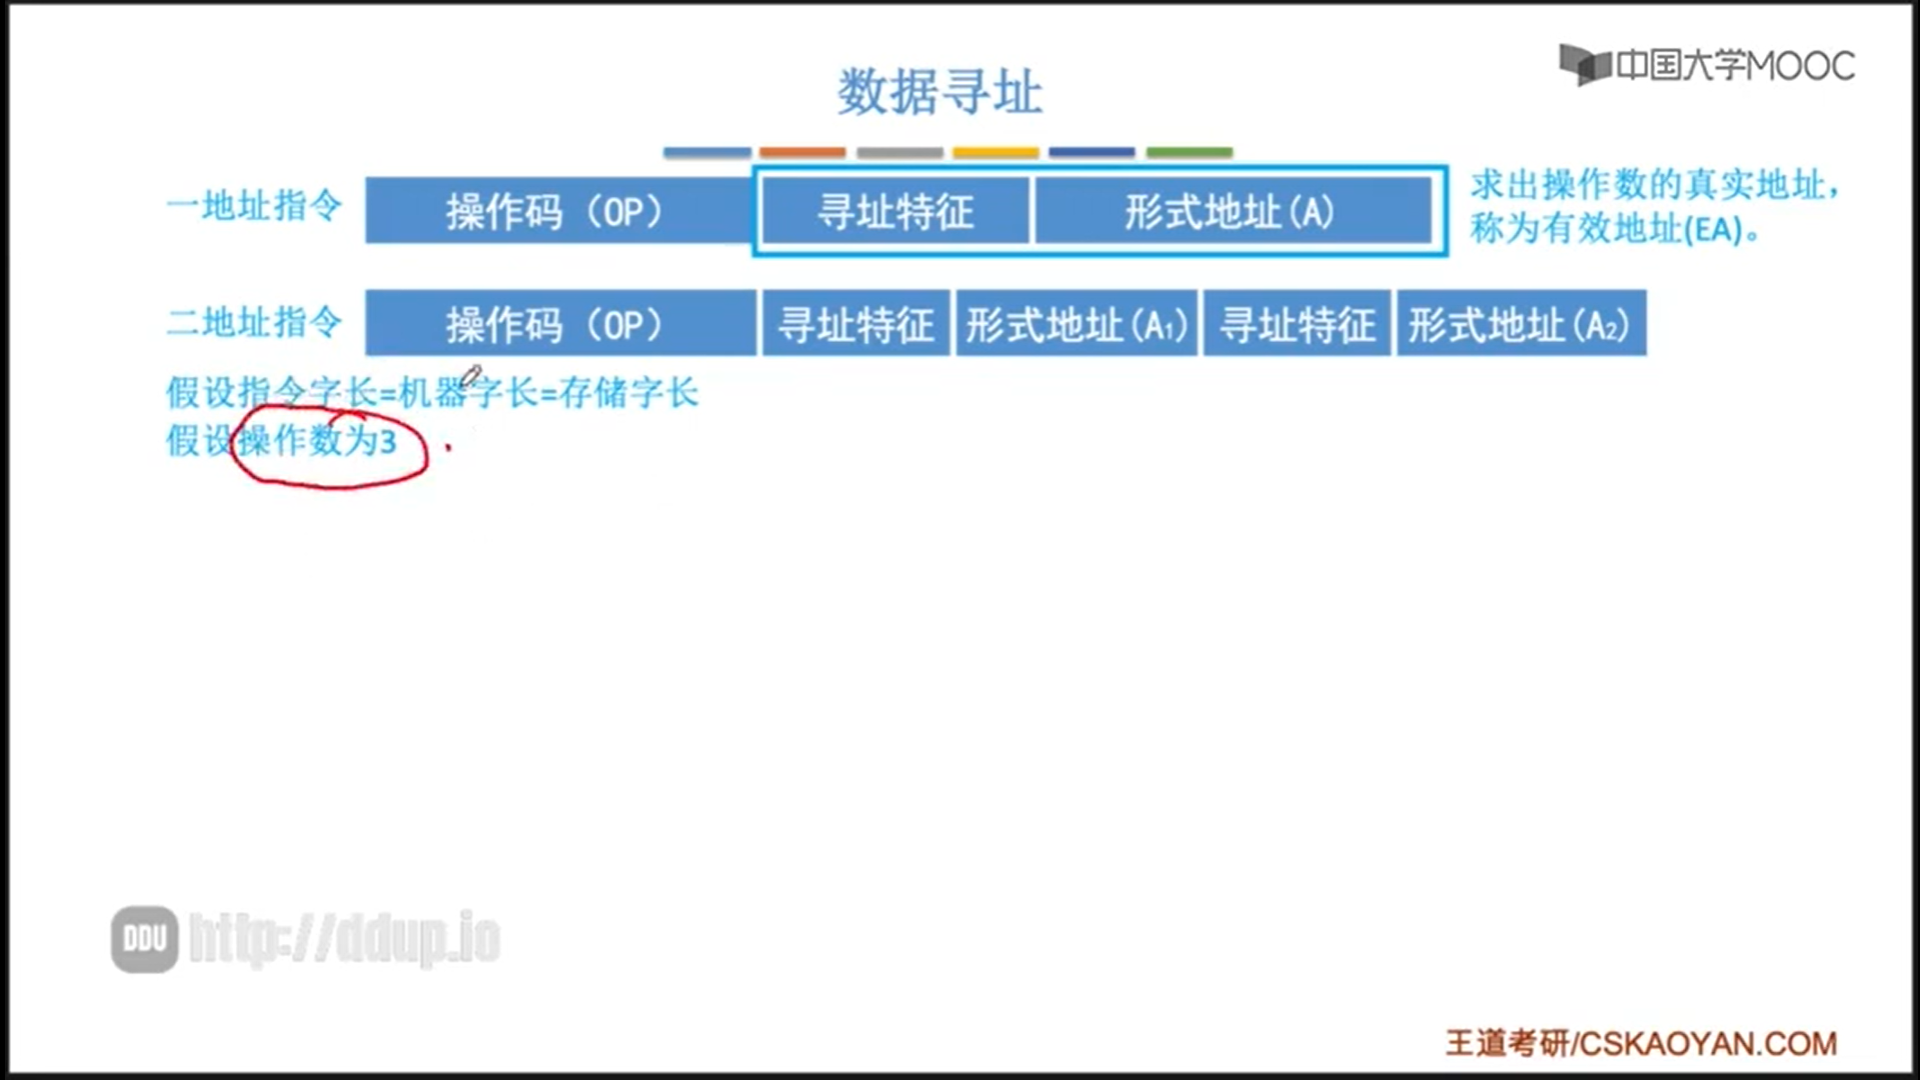 中国大学MOOC
数据寻址
一地址指令 操作码（OP） 寻址特征 形式地址(A) 求出操作数的真实地址，
称为有效地址(EA)。
二地址指令 操作码（OP） 寻址特征 形式地址(A₁) 寻址特征 形式地址(A₂)
假设指令字长=机器字长=存储字长
假设操作数为3
DDU http://ddup.io
王道考研/CSKAOYAN.COM